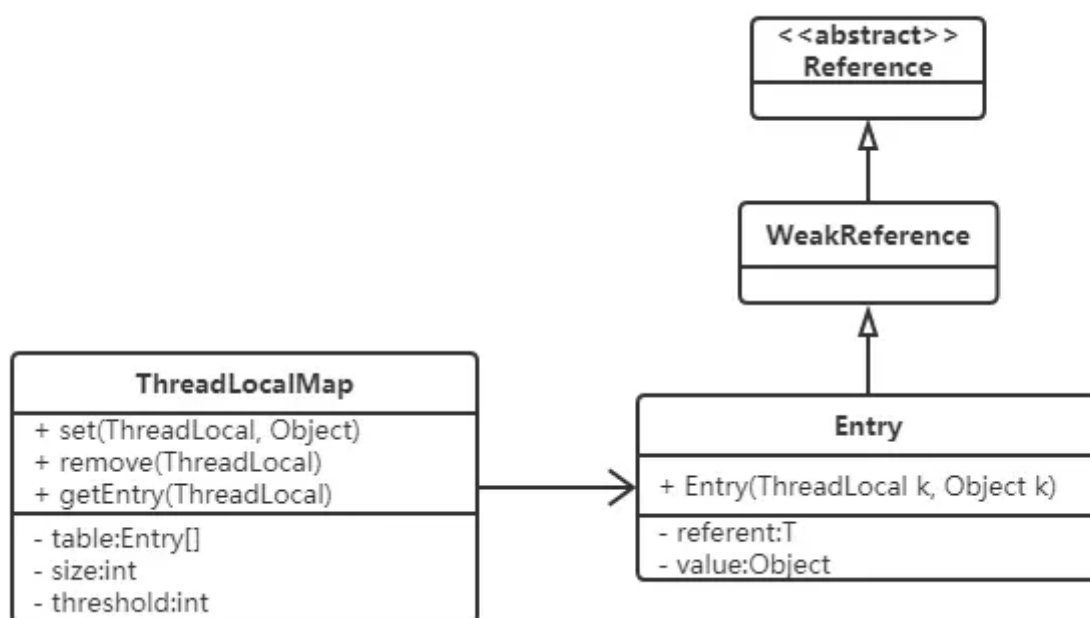 <<abstract>>
Reference
WeakReference
ThreadLocalMap
+ set(ThreadLocal, Object)
+ remove(ThreadLocal)
+ getEntry(ThreadLocal)
- table:Entry[]
- size:int
- threshold:int
Entry
+ Entry(ThreadLocal k, Object k)
- referent:T
- value:Object